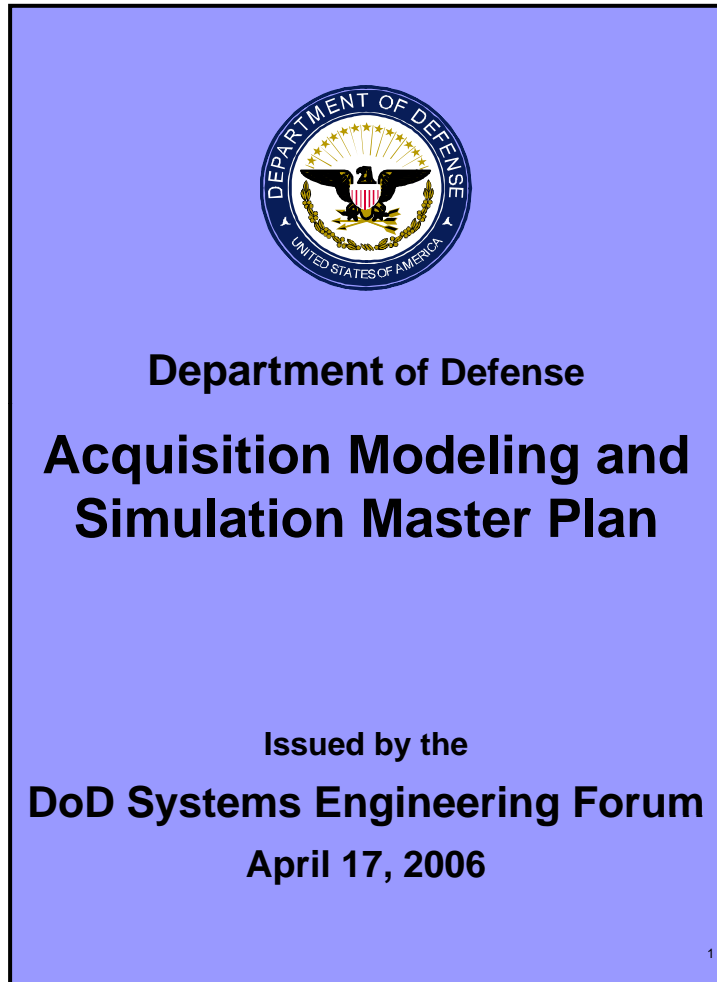 DEPARTMENT OF DEFENSE
UNITED STATES OF AMERICA
Department of Defense
Acquisition Modeling and
Simulation Master Plan
Issued by the
DoD Systems Engineering Forum
April 17, 2006
1